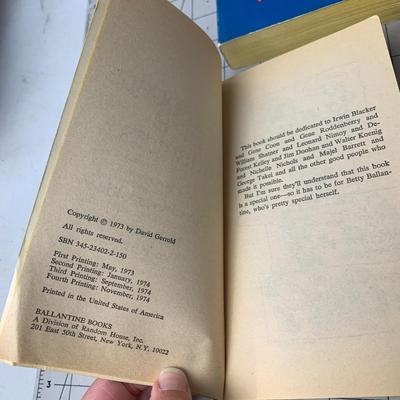 Copyright © 1973 by David Gerrold
All rights reserved.
SBN 345-23402-2-150
First Printing: May, 1973
Second Printing: January, 1974
Third Printing: September, 1974
Fourth Printing: November, 1974
Printed in the United States of America
BALLANTINE BOOKS
A Division of Random House, Inc.
201 East 50th Street, New York, N.Y. 10022
This book should be dedicated to Irwin Blacker
and Gene Coon and Gene Roddenberry and
William Shatner and Leonard Nimoy and De-
Forest Kelley and Jim Doohan and Walter Koenig
and Nichelle Nichols and Majel Barrett and
George Takei and all the other good people who
made it possible.
But I'm sure they'll understand that this book
is a special one—so it has to be for Betty Ballan-
tine, who's pretty special herself.
3